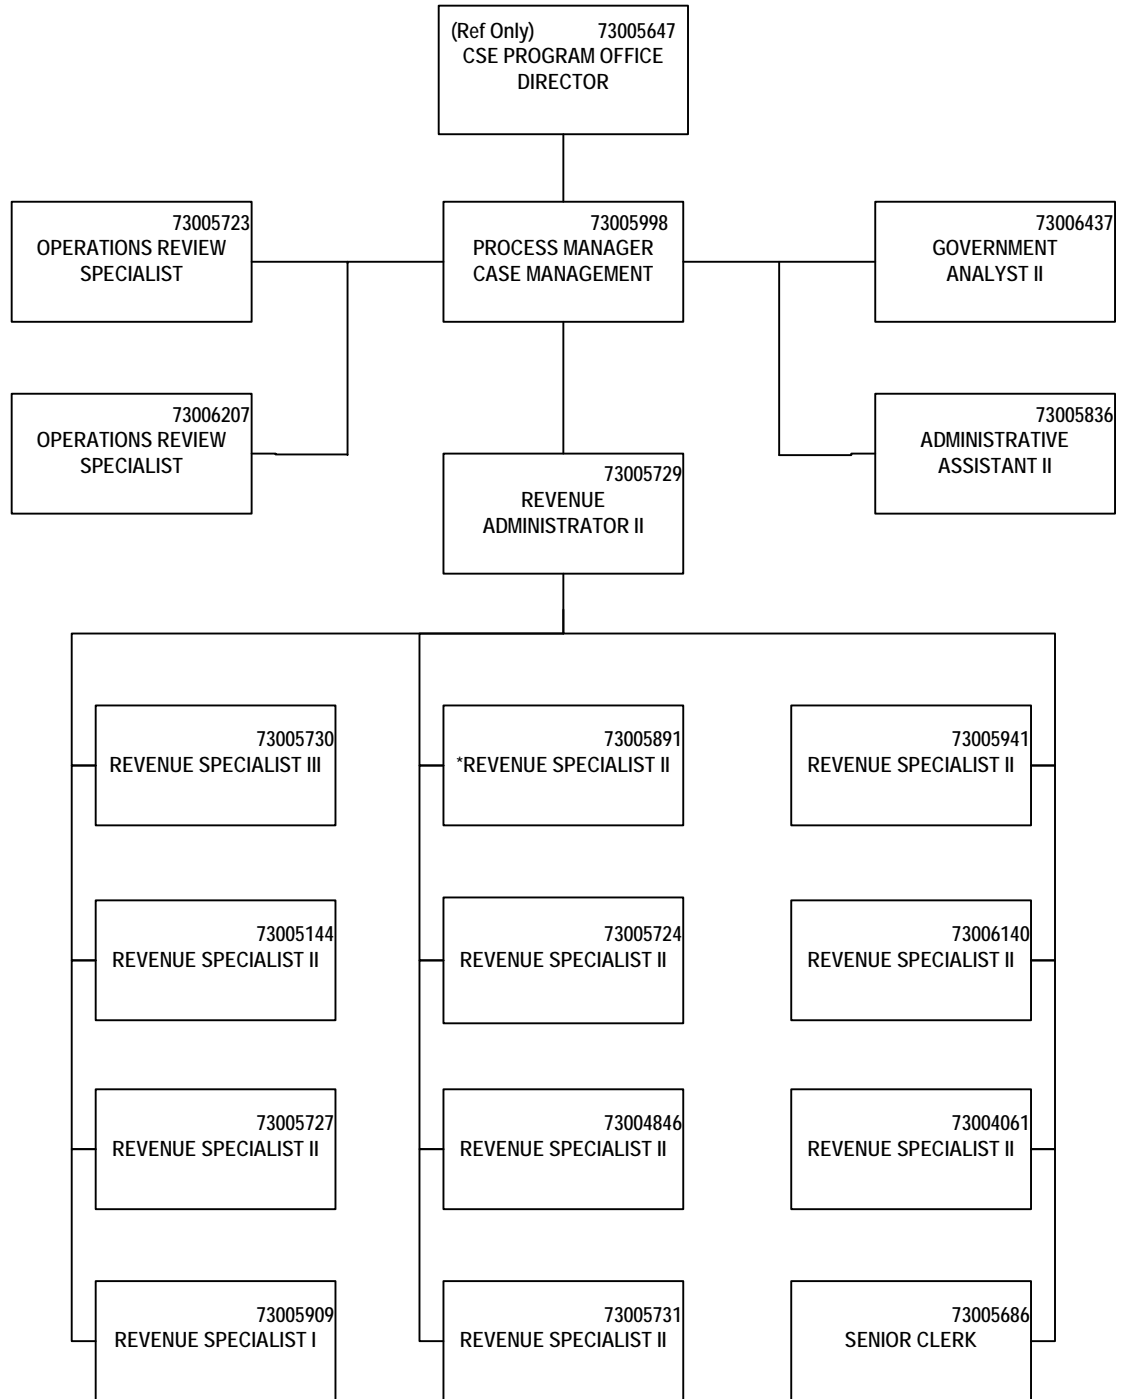 (Ref Only) 73005647
CSE PROGRAM OFFICE
DIRECTOR
73005723
OPERATIONS REVIEW
SPECIALIST
73005998
PROCESS MANAGER
CASE MANAGEMENT
73006437
GOVERNMENT
ANALYST II
73006207
OPERATIONS REVIEW
SPECIALIST
73005836
ADMINISTRATIVE
ASSISTANT II
73005729
REVENUE
ADMINISTRATOR II
73005730
REVENUE SPECIALIST III
73005891
*REVENUE SPECIALIST II
73005941
REVENUE SPECIALIST II
73005144
REVENUE SPECIALIST II
73005724
REVENUE SPECIALIST II
73006140
REVENUE SPECIALIST II
73005727
REVENUE SPECIALIST II
73004846
REVENUE SPECIALIST II
73004061
REVENUE SPECIALIST II
73005909
REVENUE SPECIALIST I
73005731
REVENUE SPECIALIST II
73005686
SENIOR CLERK